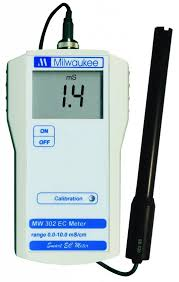 Milwaukee
mS
1.4
ON
OFF
Calibration
MW 302 EC Meter
range 0.0-10.0 mS/cm
Smart EC Meter